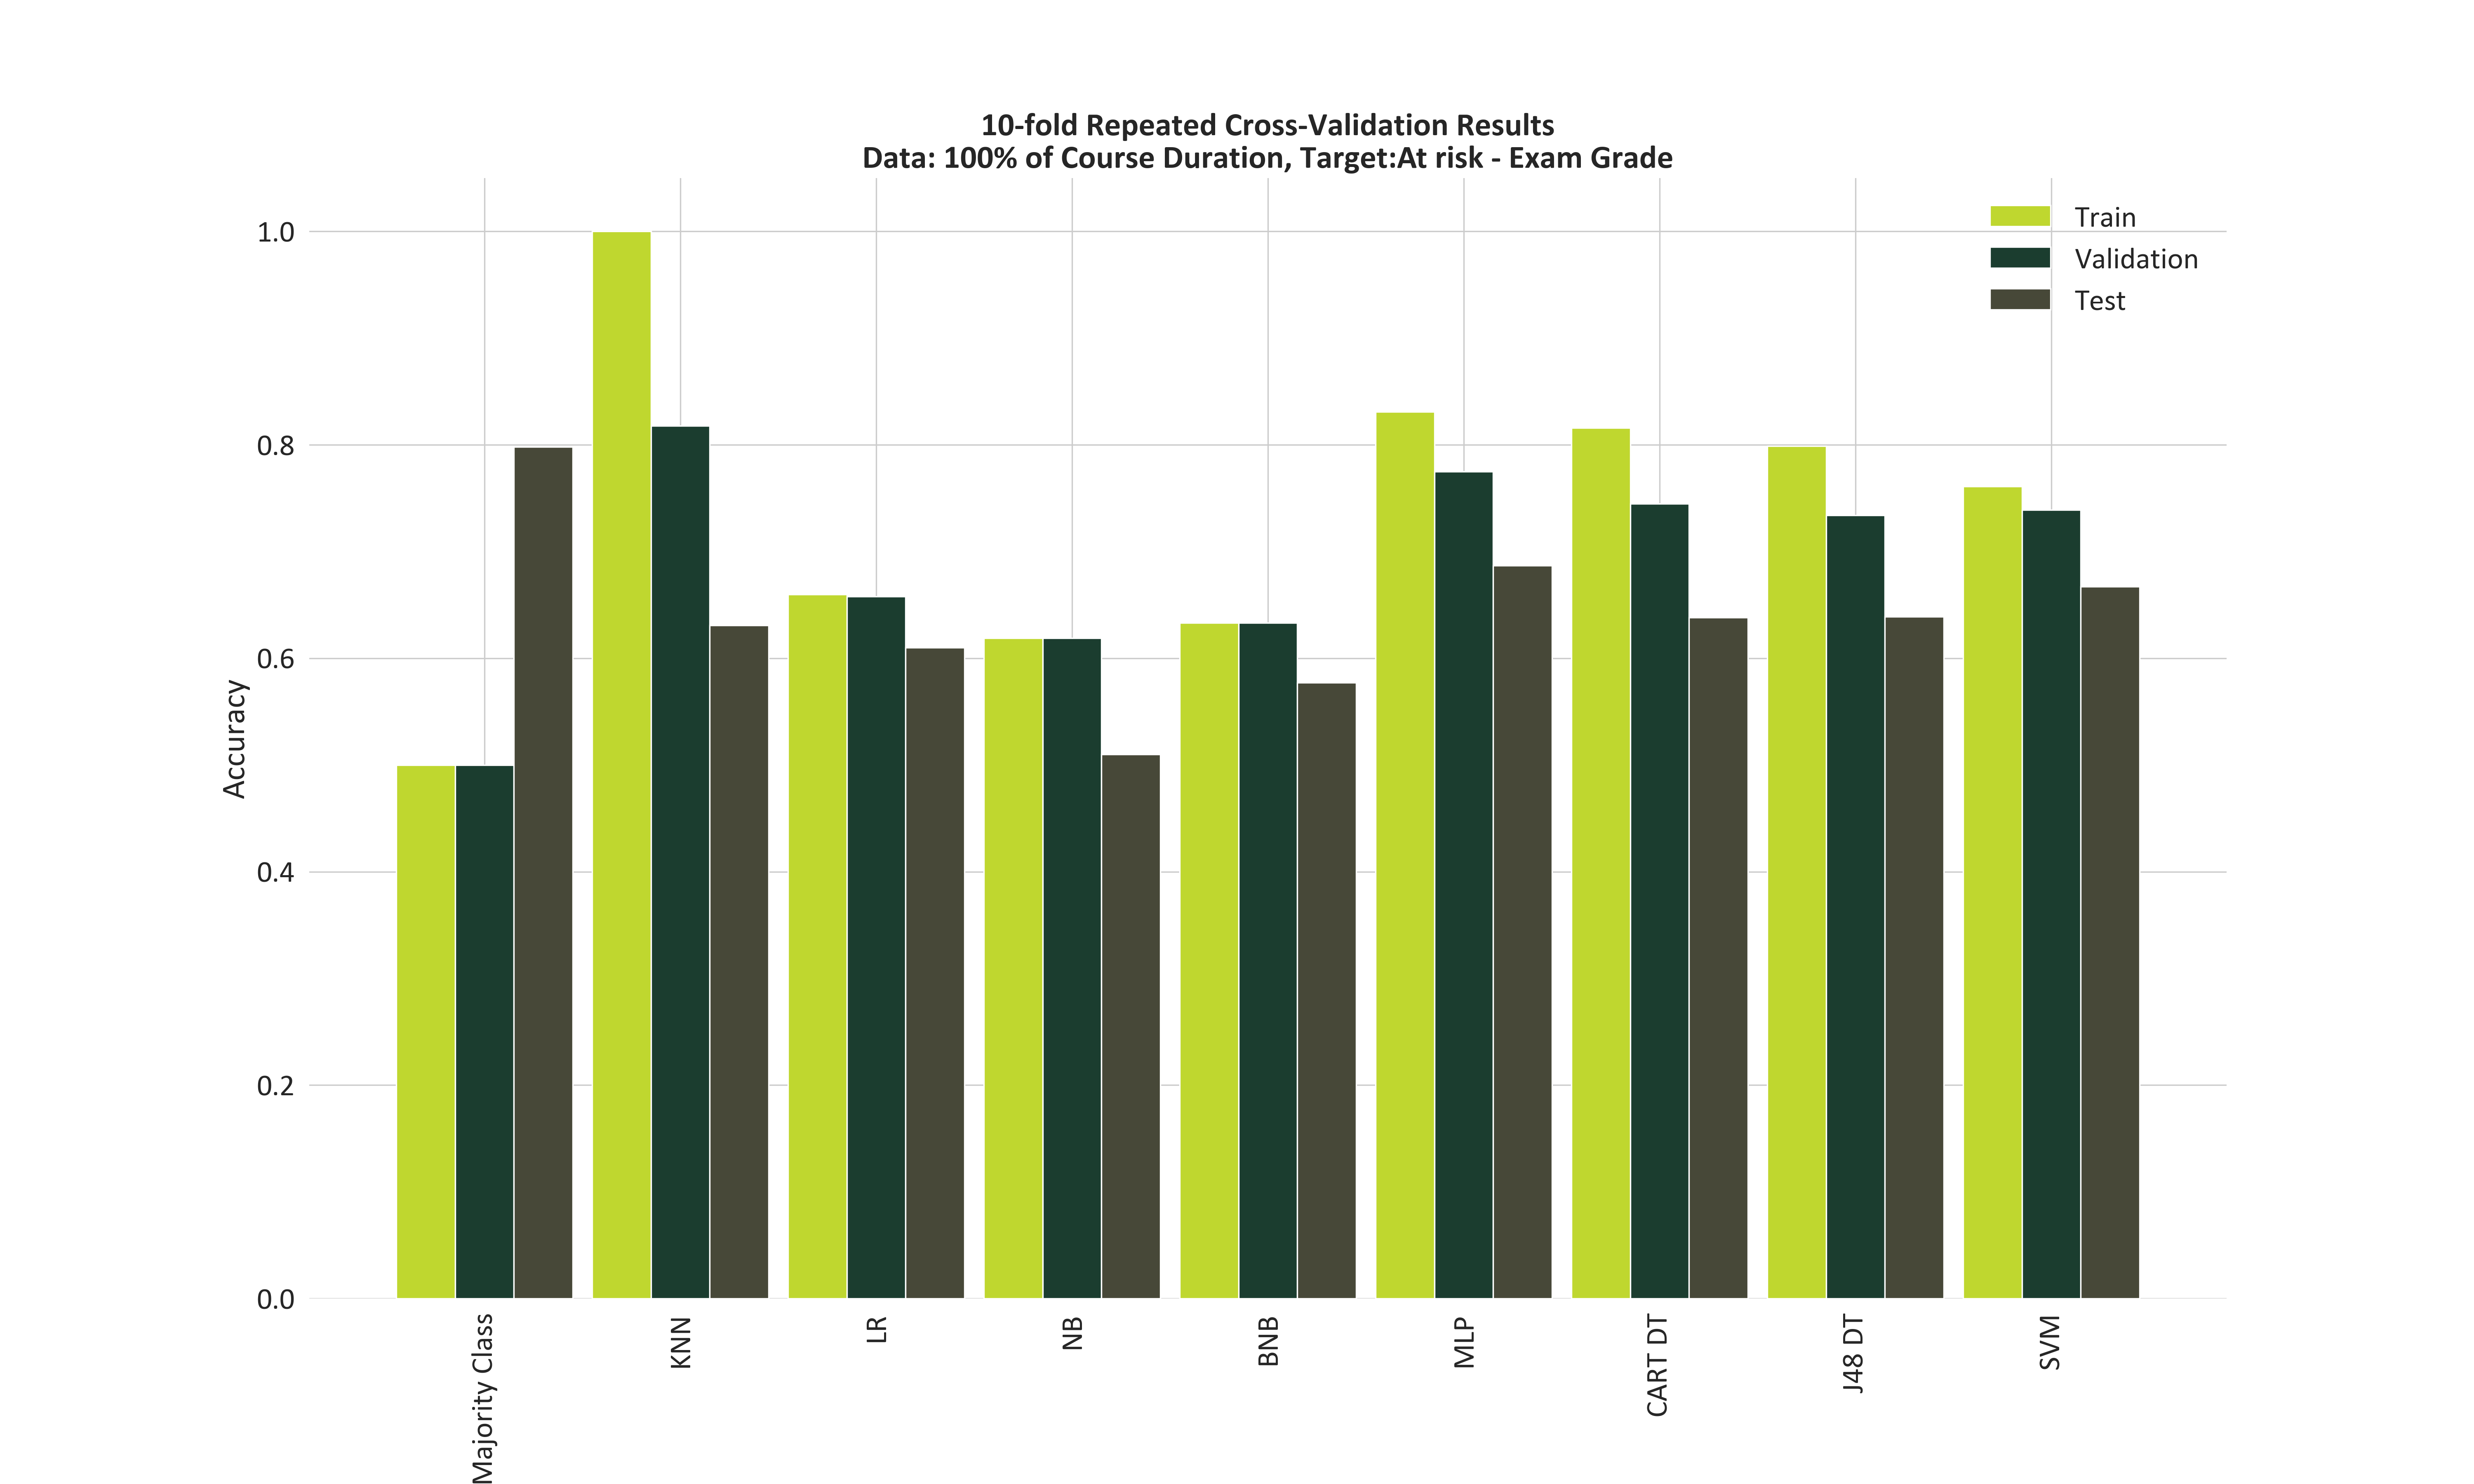 10-fold Repeated Cross-Validation Results
Data: 100% of Course Duration, Target:At risk - Exam Grade
Train
Validation
Test
1.0
0.8
0.6
0.4
0.2
0.0
Accuracy
Majority Class
KNN
LR
NB
BNB
MLP
CART DT
J48 DT
SVM